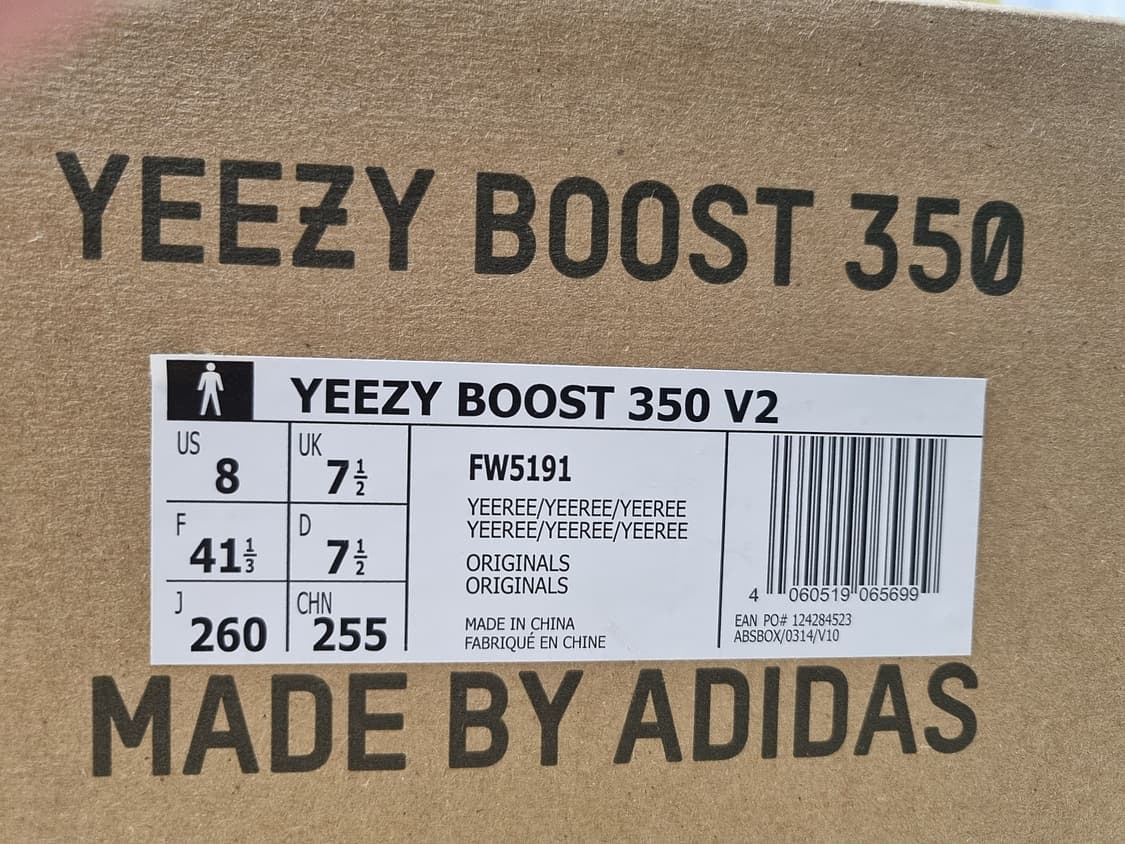 YEEZY BOOST 350
YEEZY BOOST 350 V2
US 8
UK 7½
F 41⅓
D 7½
J 260
CHN 255
FW5191
YEEREE/YEEREE/YEEREE
YEEREE/YEEREE/YEEREE
ORIGINALS
ORIGINALS
MADE IN CHINA
FABRIQUÉ EN CHINE
4 060519 065699
EAN PO# 124284523
ABSBOX/0314/V10
MADE BY ADIDAS